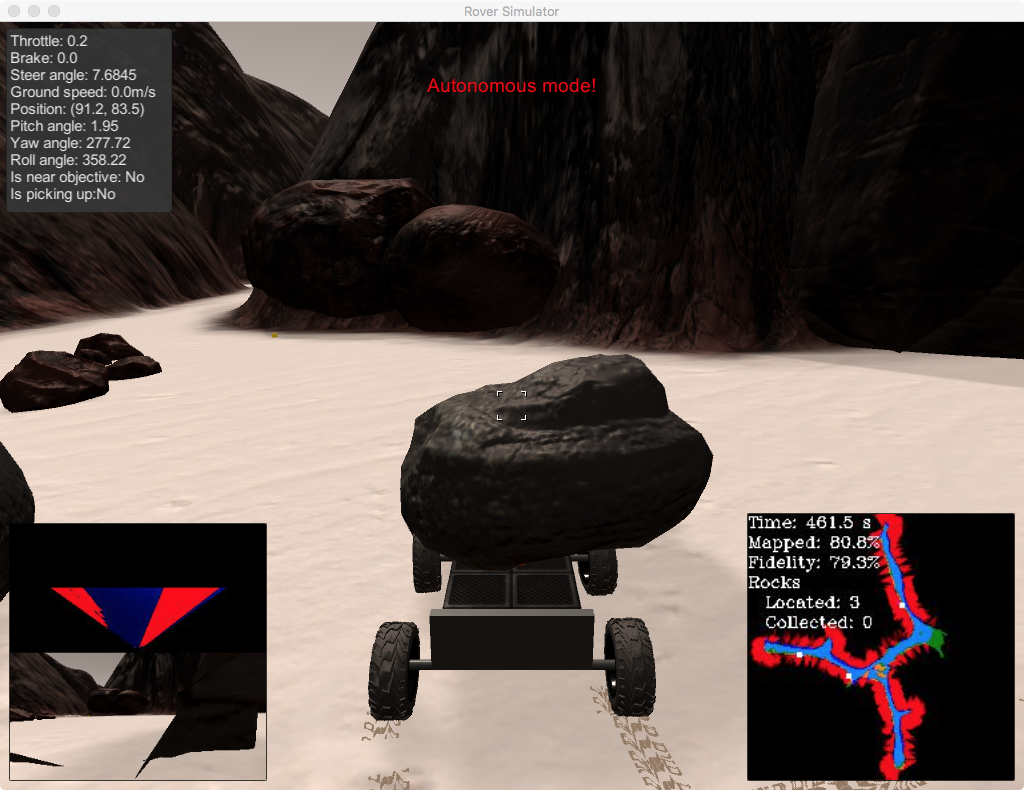 Rover Simulator
Throttle: 0.2
Brake: 0.0
Steer angle: 7.6845
Ground speed: 0.0m/s
Position: (91.2, 83.5)
Pitch angle: 1.95
Yaw angle: 277.72
Roll angle: 358.22
Is near objective: No
Is picking up:No
Autonomous mode!
Time: 461.5 s
Mapped: 80.8%
Fidelity: 79.3%
Rocks
Located: 3
Collected: 0